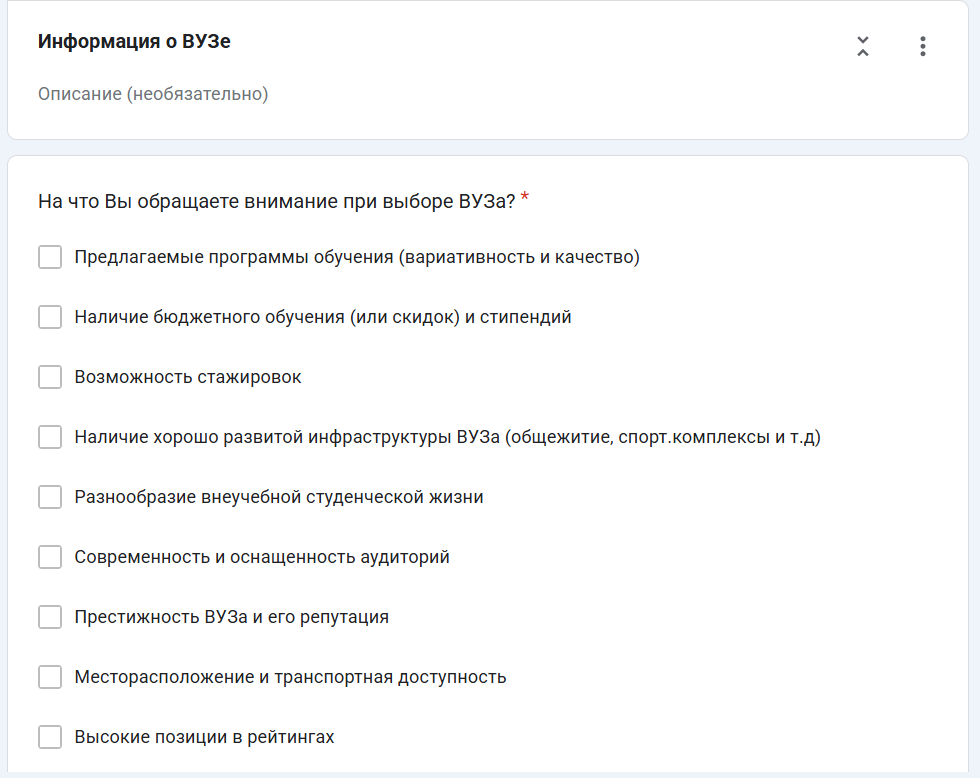 Информация о ВУЗе
Описание (необязательно)
На что Вы обращаете внимание при выборе ВУЗа? *
Предлагаемые программы обучения (вариативность и качество)
Наличие бюджетного обучения (или скидок) и стипендий
Возможность стажировок
Наличие хорошо развитой инфраструктуры ВУЗа (общежитие, спорт.комплексы и т.д)
Разнообразие внеучебной студенческой жизни
Современность и оснащенность аудиторий
Престижность ВУЗа и его репутация
Месторасположение и транспортная доступность
Высокие позиции в рейтингах